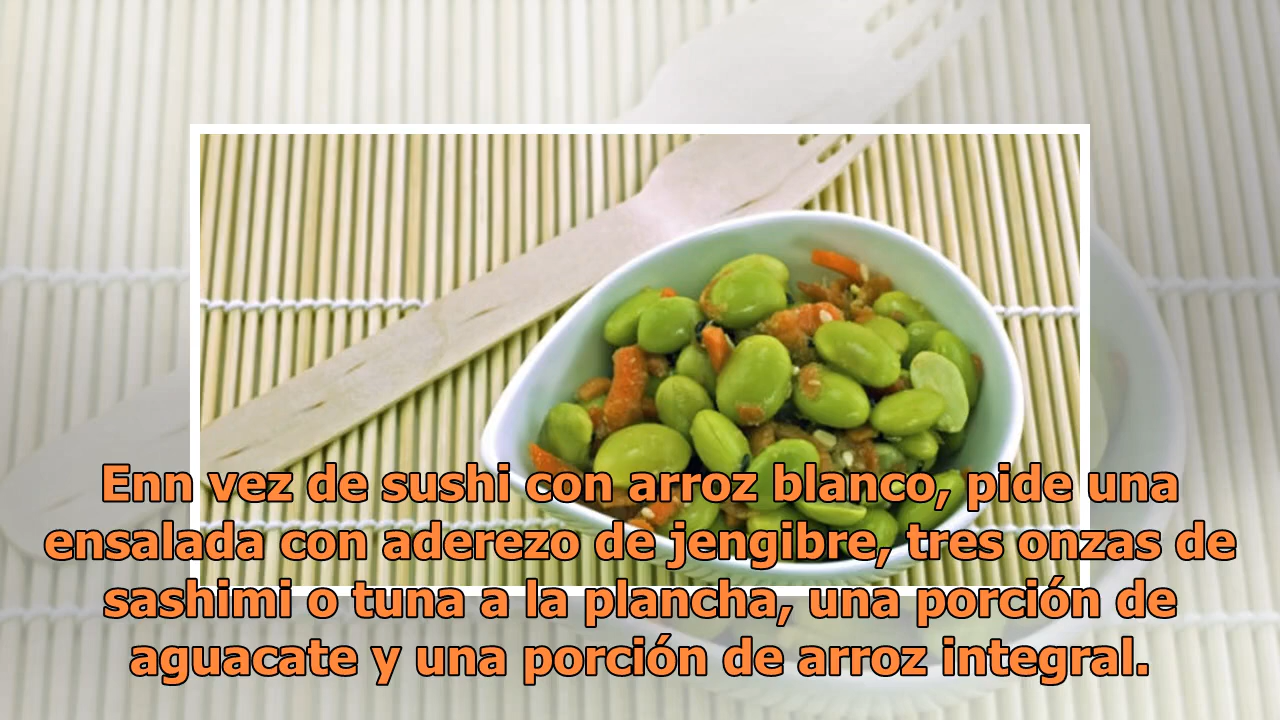 Enn vez de sushi con arroz blanco, pide una
ensalada con aderezo de jengibre, tres onzas de
sashimi o tuna a la plancha, una porción de
aguacate y una porción de arroz integral.